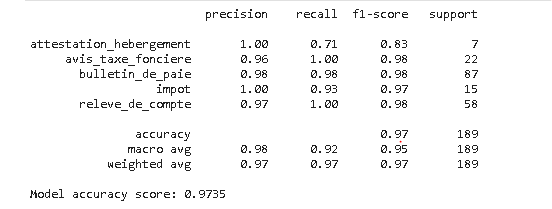 precision recall f1-score support
attestation_hebergement 1.00 0.71 0.83 7
avis_taxe_fonciere 0.96 1.00 0.98 22
bulletin_de_paie 0.98 0.98 0.98 87
impot 1.00 0.93 0.97 15
releve_de_compte 0.97 1.00 0.98 58
accuracy 0.97 189
macro avg 0.98 0.92 0.95 189
weighted avg 0.97 0.97 0.97 189
Model accuracy score: 0.9735